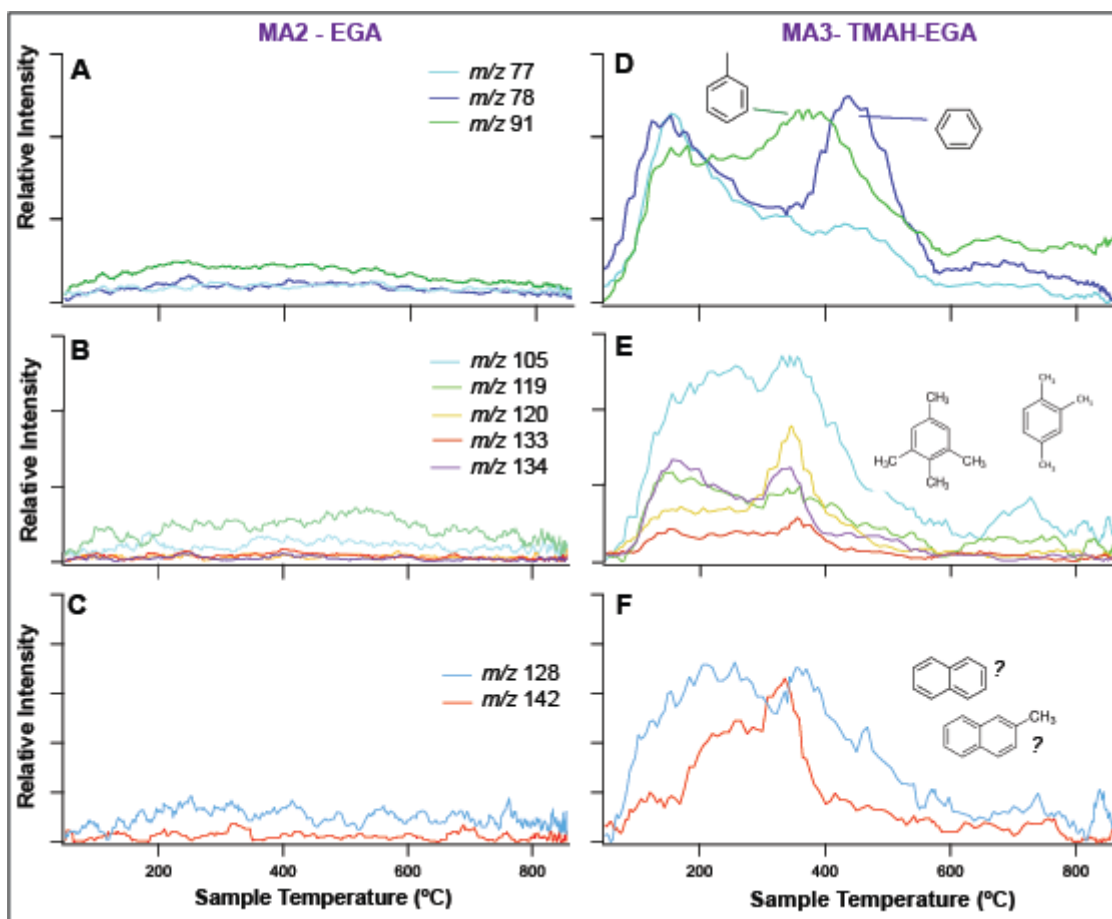 MA2 - EGA
MA3- TMAH-EGA
A
m/z 77
m/z 78
m/z 91
Relative Intensity
D
B
m/z 105
m/z 119
m/z 120
m/z 133
m/z 134
Relative Intensity
E
CH₃
H₃C
CH₃
CH₃
CH₃
CH₃
CH₃
C
m/z 128
m/z 142
Relative Intensity
200
400
600
800
Sample Temperature (ºC)
F
?
CH₃
?
200
400
600
800
Sample Temperature (ºC)